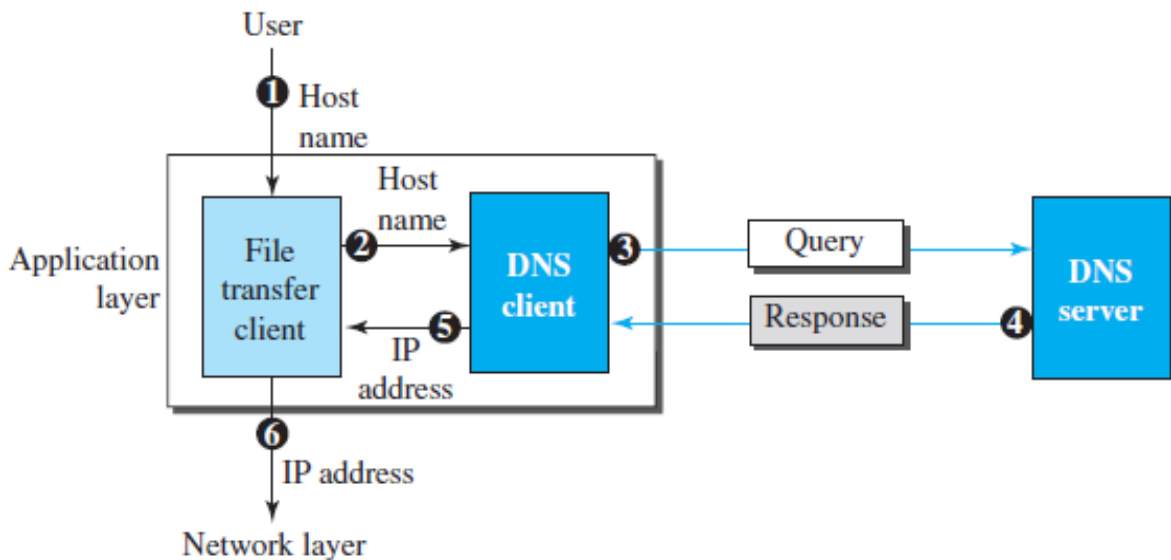 User
1
Host
name
Host
name
Application
layer
File
transfer
client
2
DNS
client
3
Query
DNS
server
5
Response
4
IP
address
6
IP address
Network layer